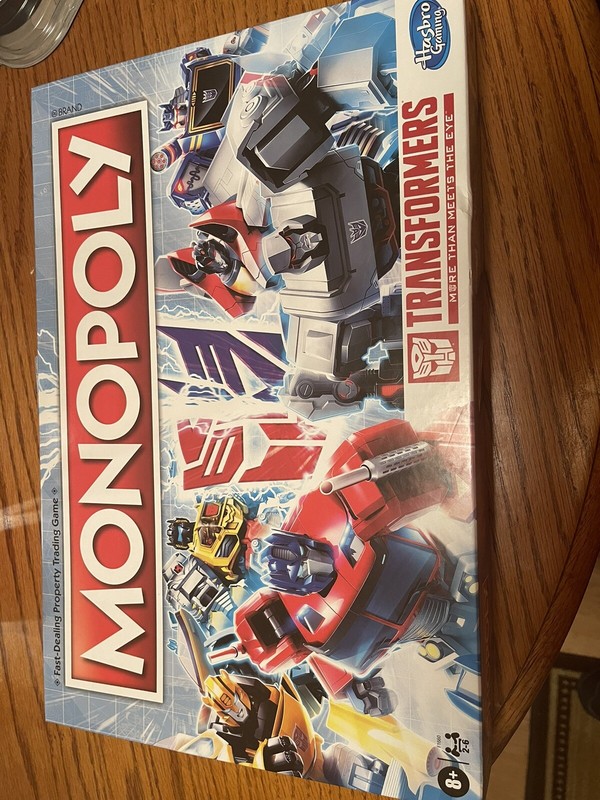 Fast-Dealing Property Trading Game
® BRAND
MONOPOLY
Hasbro
Gaming
TRANSFORMERS
MORE THAN MEETS THE EYE
8+
2-6